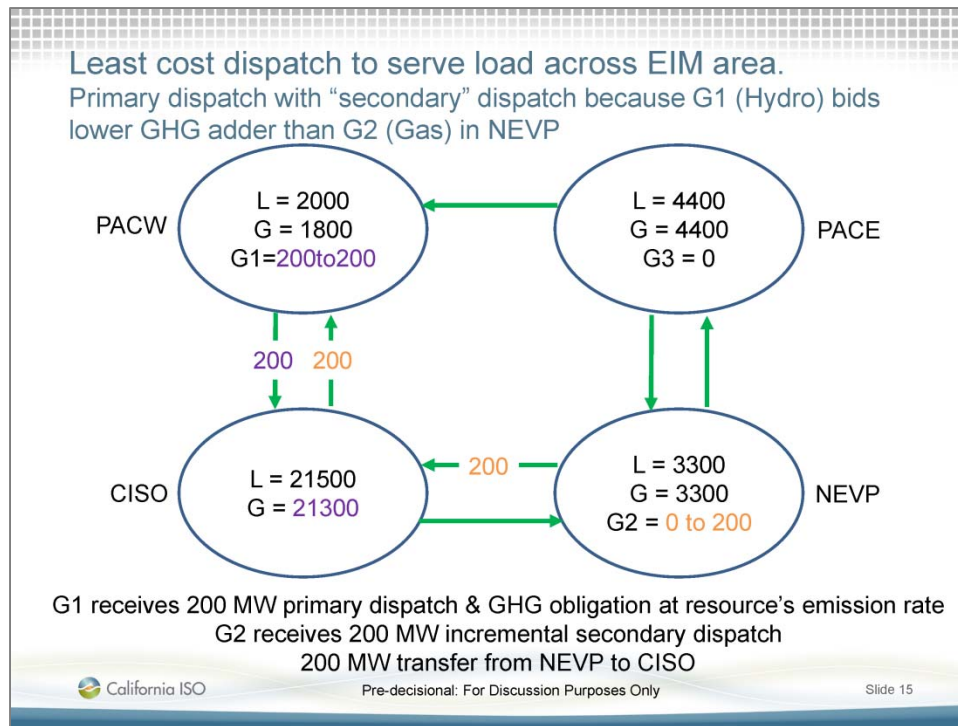 Least cost dispatch to serve load across EIM area.
Primary dispatch with “secondary” dispatch because G1 (Hydro) bids
lower GHG adder than G2 (Gas) in NEVP
PACW
L = 2000
G = 1800
G1=200to200
L = 4400
G = 4400
G3 = 0
PACE
200
200
CISO
L = 21500
G = 21300
200
L = 3300
G = 3300
G2 = 0 to 200
NEVP
G1 receives 200 MW primary dispatch & GHG obligation at resource’s emission rate
G2 receives 200 MW incremental secondary dispatch
200 MW transfer from NEVP to CISO
California ISO
Pre-decisional: For Discussion Purposes Only
Slide 15